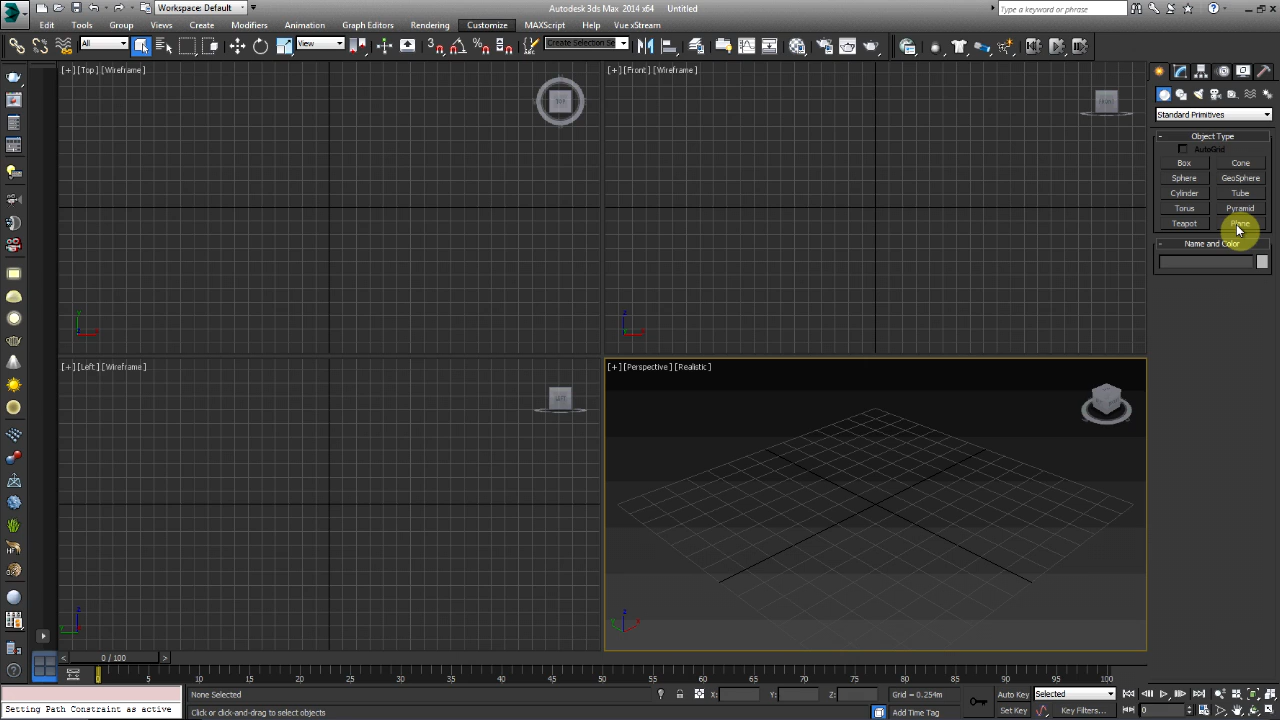 Workspace: Default
Autodesk 3ds Max 2014 x64 Untitled
Type a keyword or phrase
Edit Tools Group Views Create Modifiers Animation Graph Editors Rendering Customize MAXScript Help Vue xStream
All View Create Selection Se
[+] [Top] [Wireframe]
TOP
[+] [Front] [Wireframe]
FRONT
Standard Primitives
Object Type
AutoGrid
Box Cone
Sphere GeoSphere
Cylinder Tube
Torus Pyramid
Teapot Plane
Name and Color
[+] [Left] [Wireframe]
LEFT
[+] [Perspective] [Realistic]
0 / 100
0 5 10 15 20 25 30 35 40 45 50 55 60 65 70 75 80 85 90 95 100
None Selected X: Y: Z: Grid = 0.254m Auto Key Selected
Setting Path Constraint as active
Click or click-and-drag to select objects Add Time Tag Set Key Key Filters... 0